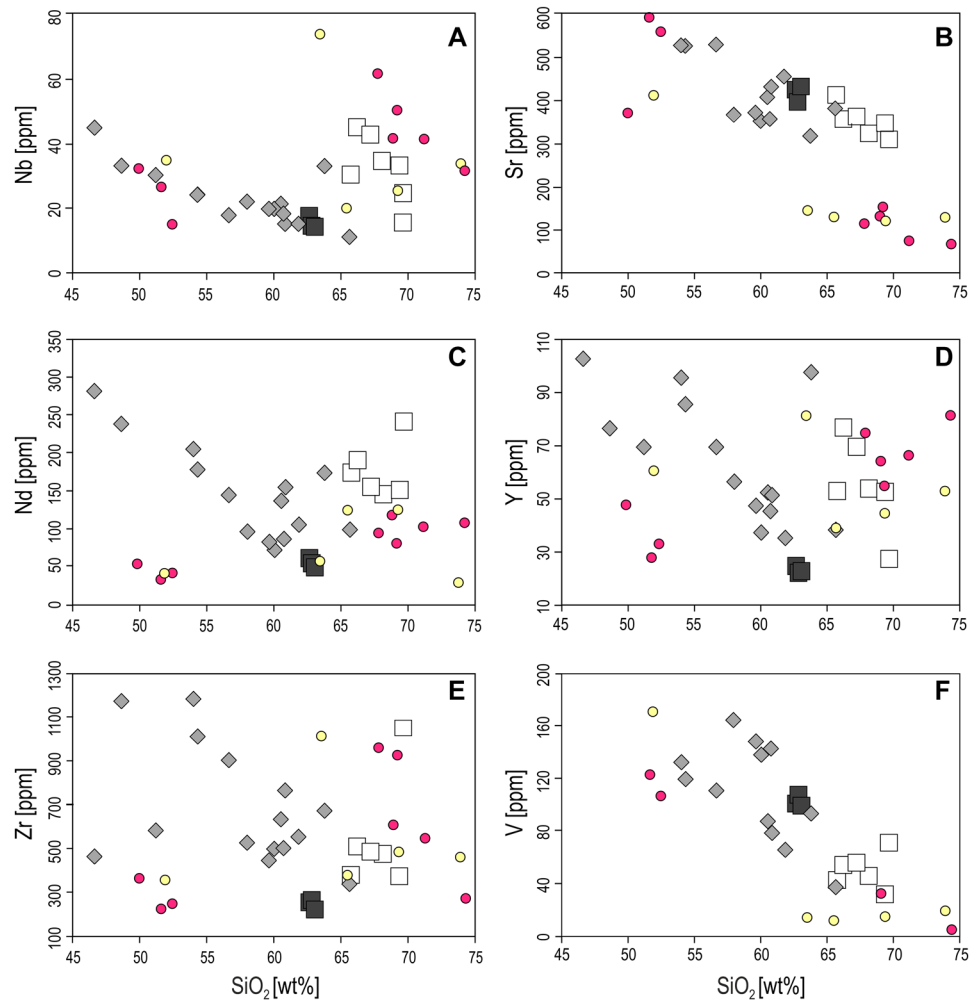 A
Nb [ppm]
0 20 40 60 80
45 50 55 60 65 70 75
B
Sr [ppm]
0 100 200 300 400 500 600
45 50 55 60 65 70 75
C
Nd [ppm]
0 50 100 150 200 250 300 350
45 50 55 60 65 70 75
D
Y [ppm]
10 30 50 70 90 110
45 50 55 60 65 70 75
E
Zr [ppm]
100 300 500 700 900 1100 1300
45 50 55 60 65 70 75
SiO₂ [wt%]
F
V [ppm]
0 40 80 120 160 200
45 50 55 60 65 70 75
SiO₂ [wt%]